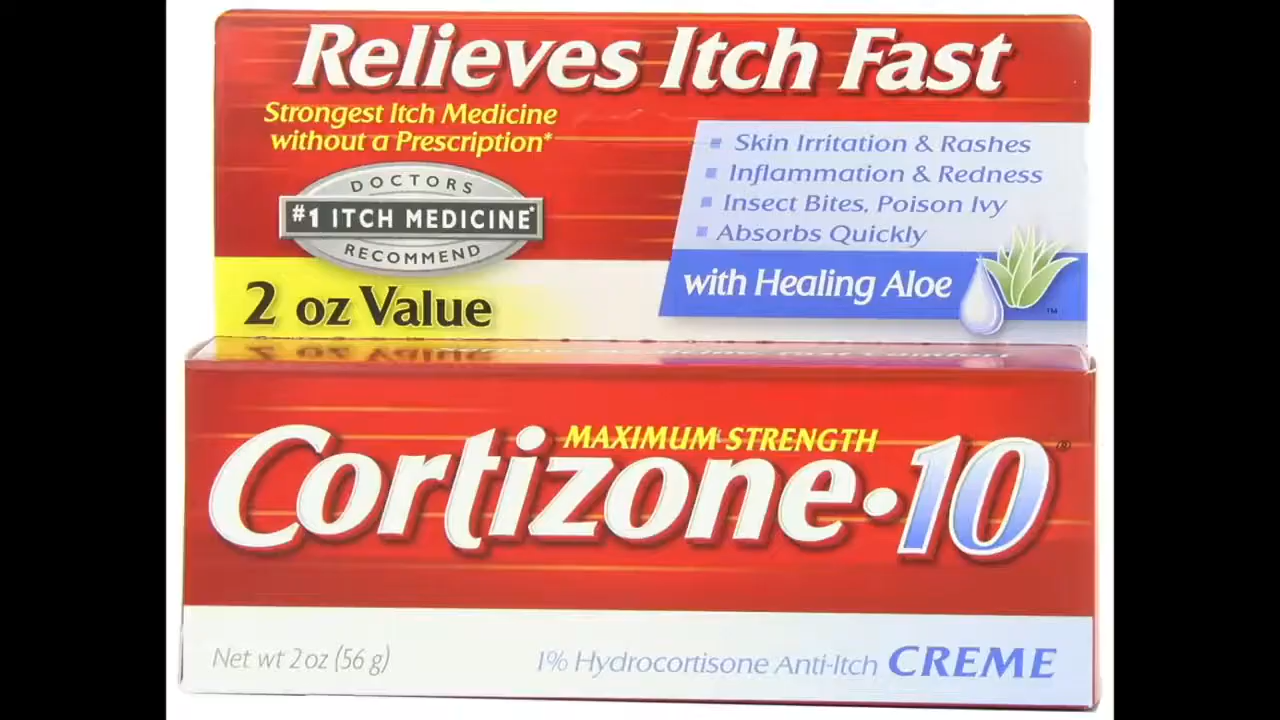 Relieves Itch Fast
Strongest Itch Medicine
without a Prescription*
DOCTORS
#1 ITCH MEDICINE*
RECOMMEND
Skin Irritation & Rashes
Inflammation & Redness
Insect Bites, Poison Ivy
Absorbs Quickly
with Healing Aloe
TM
2 oz Value
MAXIMUM STRENGTH
Cortizone•10®
Net wt 2 oz (56 g)
1% Hydrocortisone Anti-Itch CREME